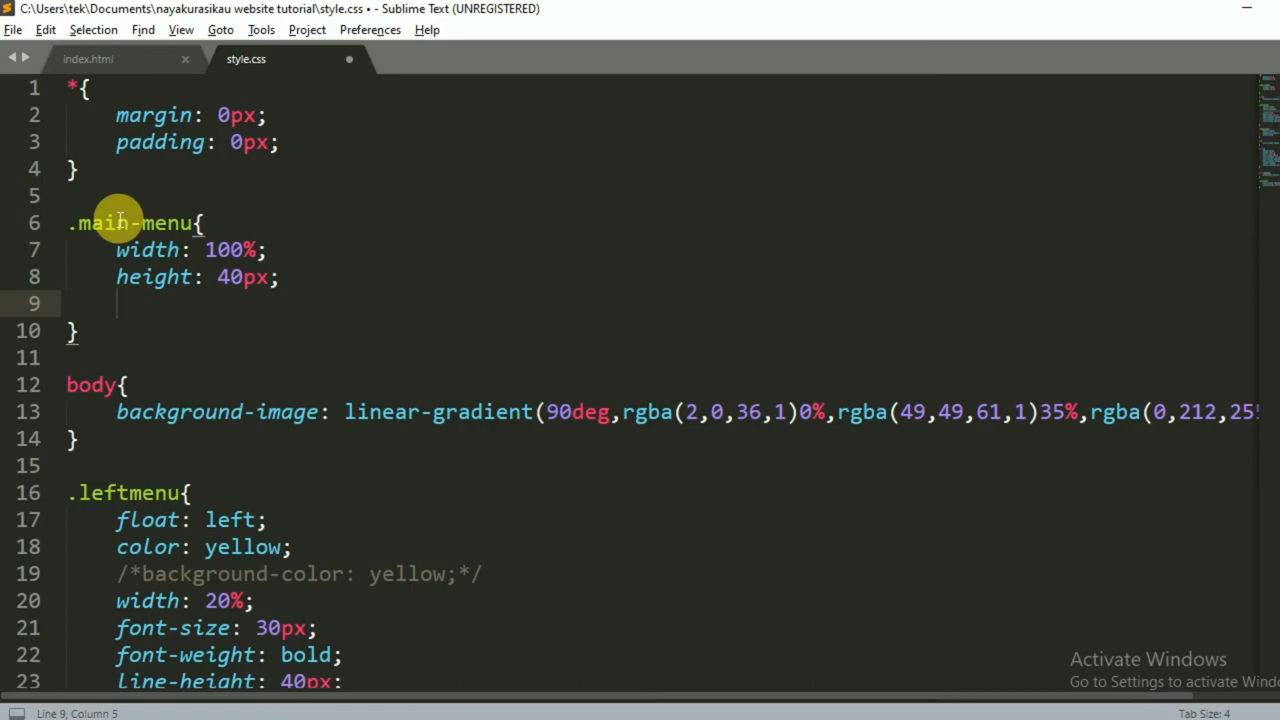 C:\Users\tek\Documents\nayakurasikau website tutorial\style.css • - Sublime Text (UNREGISTERED)
File Edit Selection Find View Goto Tools Project Preferences Help
index.html × style.css
1 *{
2 margin: 0px;
3 padding: 0px;
4 }
5
6 .main-menu{
7 width: 100%;
8 height: 40px;
9
10 }
11
12 body{
13 background-image: linear-gradient(90deg,rgba(2,0,36,1)0%,rgba(49,49,61,1)35%,rgba(0,212,255
14 }
15
16 .leftmenu{
17 float: left;
18 color: yellow;
19 /*background-color: yellow;*/
20 width: 20%;
21 font-size: 30px;
22 font-weight: bold;
23 line-height: 40px;
Activate Windows
Go to Settings to activate Wind
Line 9, Column 5 Tab Size: 4